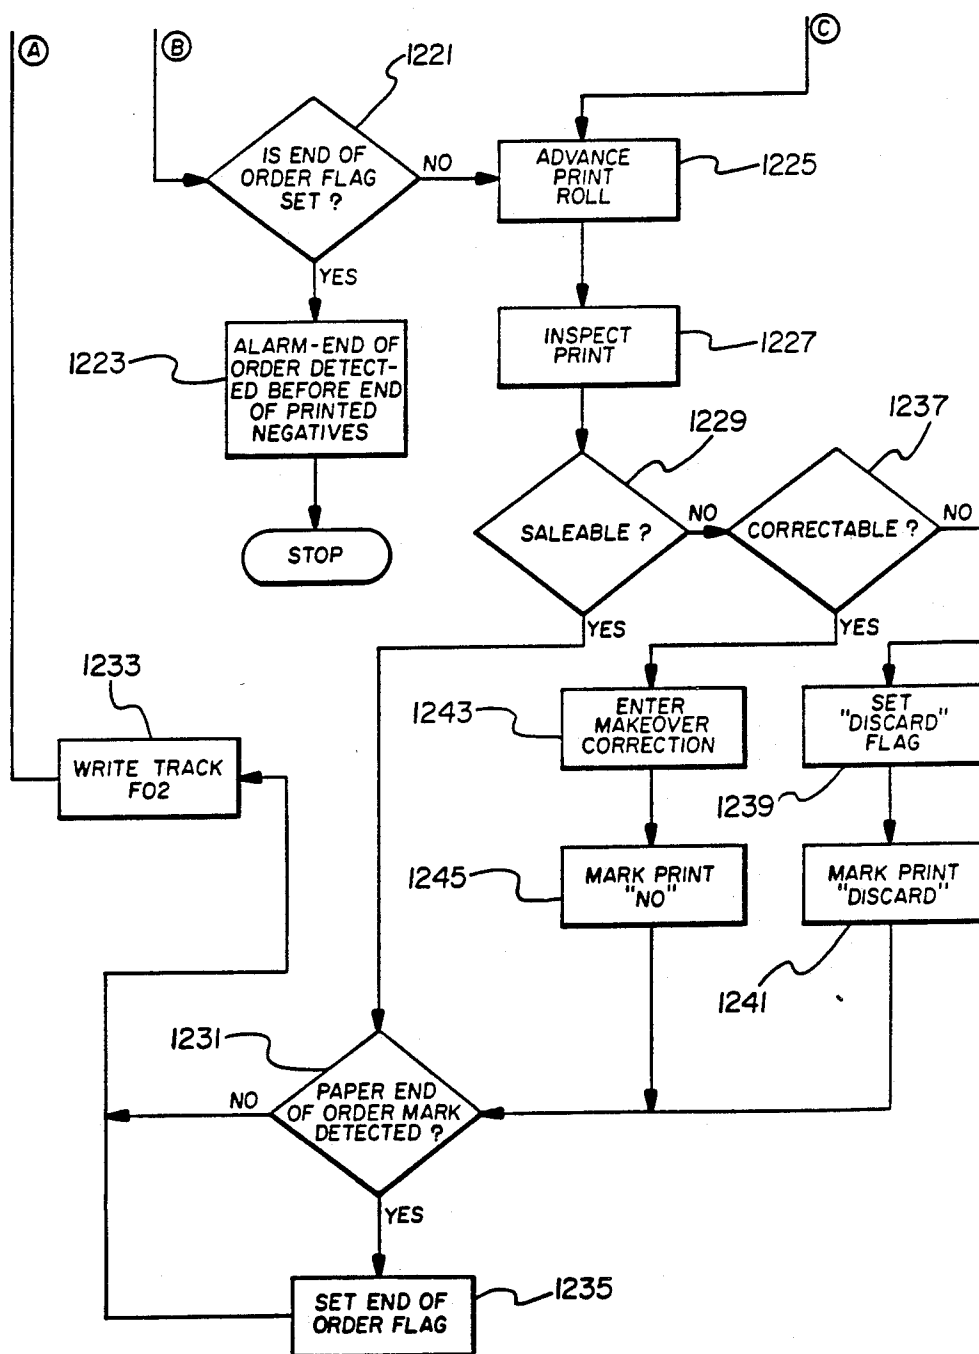 A
B
C
1221
IS END OF
ORDER FLAG
SET ?
NO
YES
ADVANCE
PRINT
ROLL
1225
1223
ALARM-END OF
ORDER DETECT-
ED BEFORE END
OF PRINTED
NEGATIVES
STOP
INSPECT
PRINT
1227
1229
SALEABLE ?
NO
YES
1237
CORRECTABLE ?
NO
YES
1233
WRITE TRACK
F02
1243
ENTER
MAKEOVER
CORRECTION
SET
"DISCARD"
FLAG
1239
1245
MARK PRINT
"NO"
MARK PRINT
"DISCARD"
1241
1231
PAPER END
OF ORDER MARK
DETECTED ?
NO
YES
SET END OF
ORDER FLAG
1235